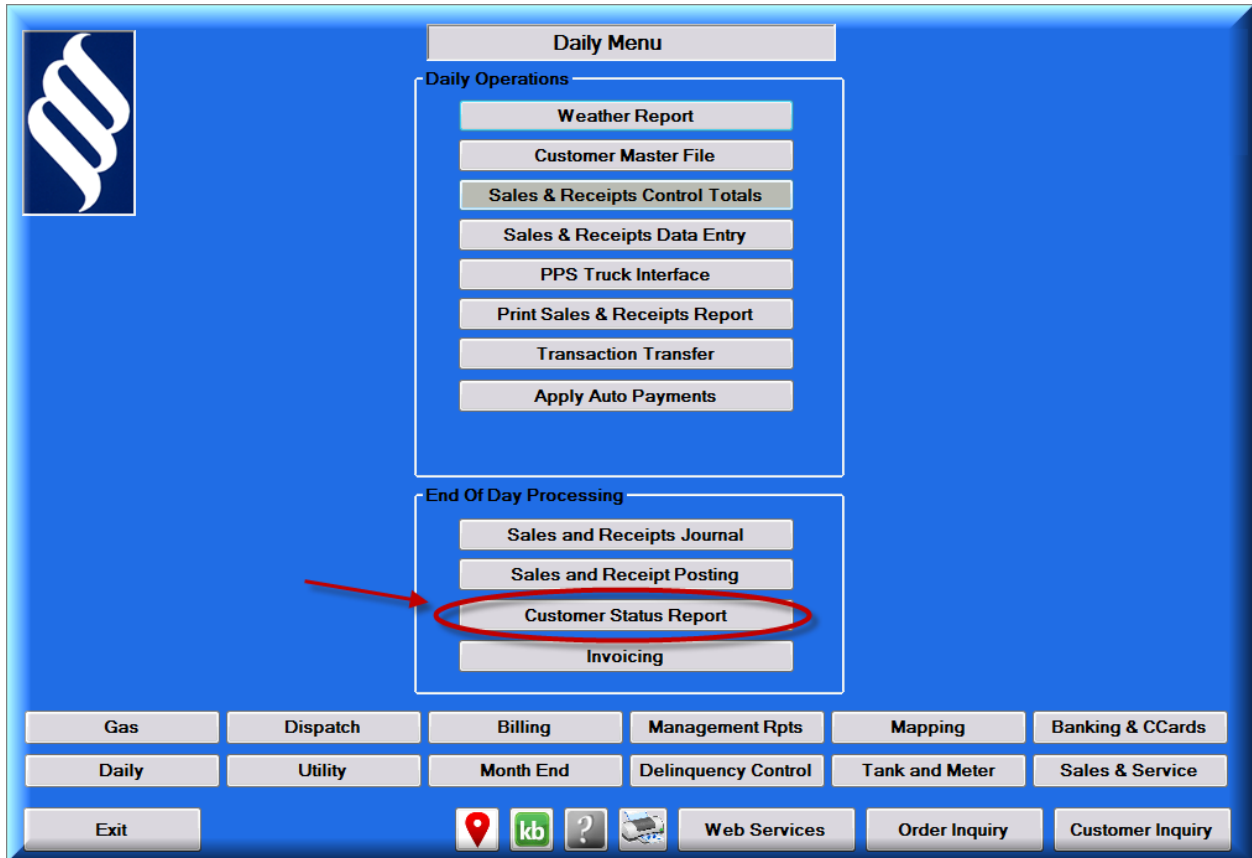 Daily Menu
Daily Operations
Weather Report
Customer Master File
Sales & Receipts Control Totals
Sales & Receipts Data Entry
PPS Truck Interface
Print Sales & Receipts Report
Transaction Transfer
Apply Auto Payments
End Of Day Processing
Sales and Receipts Journal
Sales and Receipt Posting
Customer Status Report
Invoicing
Gas Dispatch Billing Management Rpts Mapping Banking & CCards
Daily Utility Month End Delinquency Control Tank and Meter Sales & Service
Exit kb ? Web Services Order Inquiry Customer Inquiry